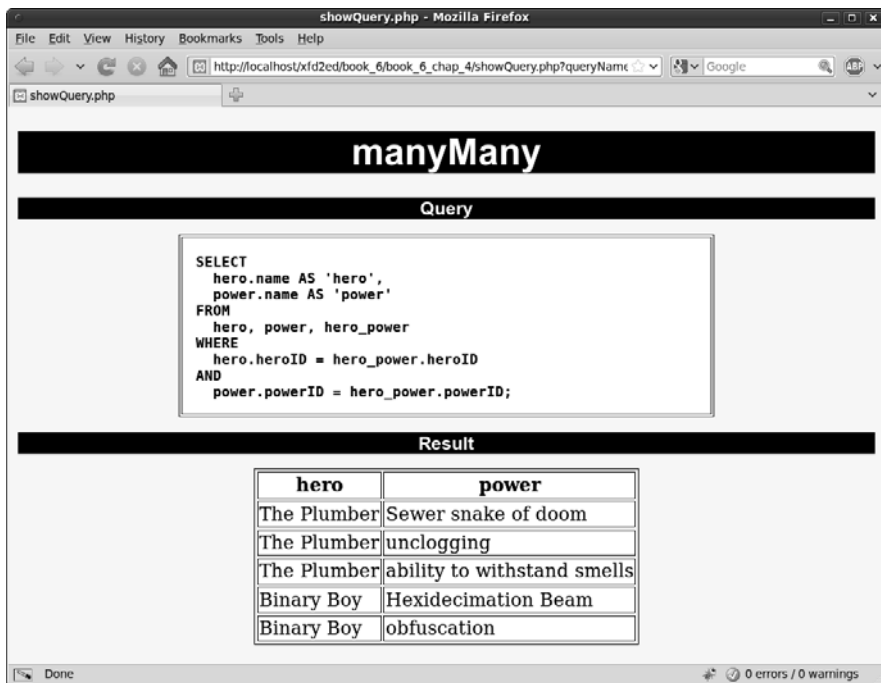 showQuery.php - Mozilla Firefox
File Edit View History Bookmarks Tools Help
http://localhost/xfd2ed/book_6/book_6_chap_4/showQuery.php?queryName Google ABP
showQuery.php
manyMany
Query
SELECT
hero.name AS 'hero',
power.name AS 'power'
FROM
hero, power, hero_power
WHERE
hero.heroID = hero_power.heroID
AND
power.powerID = hero_power.powerID;
Result
hero power
The Plumber Sewer snake of doom
The Plumber unclogging
The Plumber ability to withstand smells
Binary Boy Hexidecimation Beam
Binary Boy obfuscation
Done 0 errors / 0 warnings